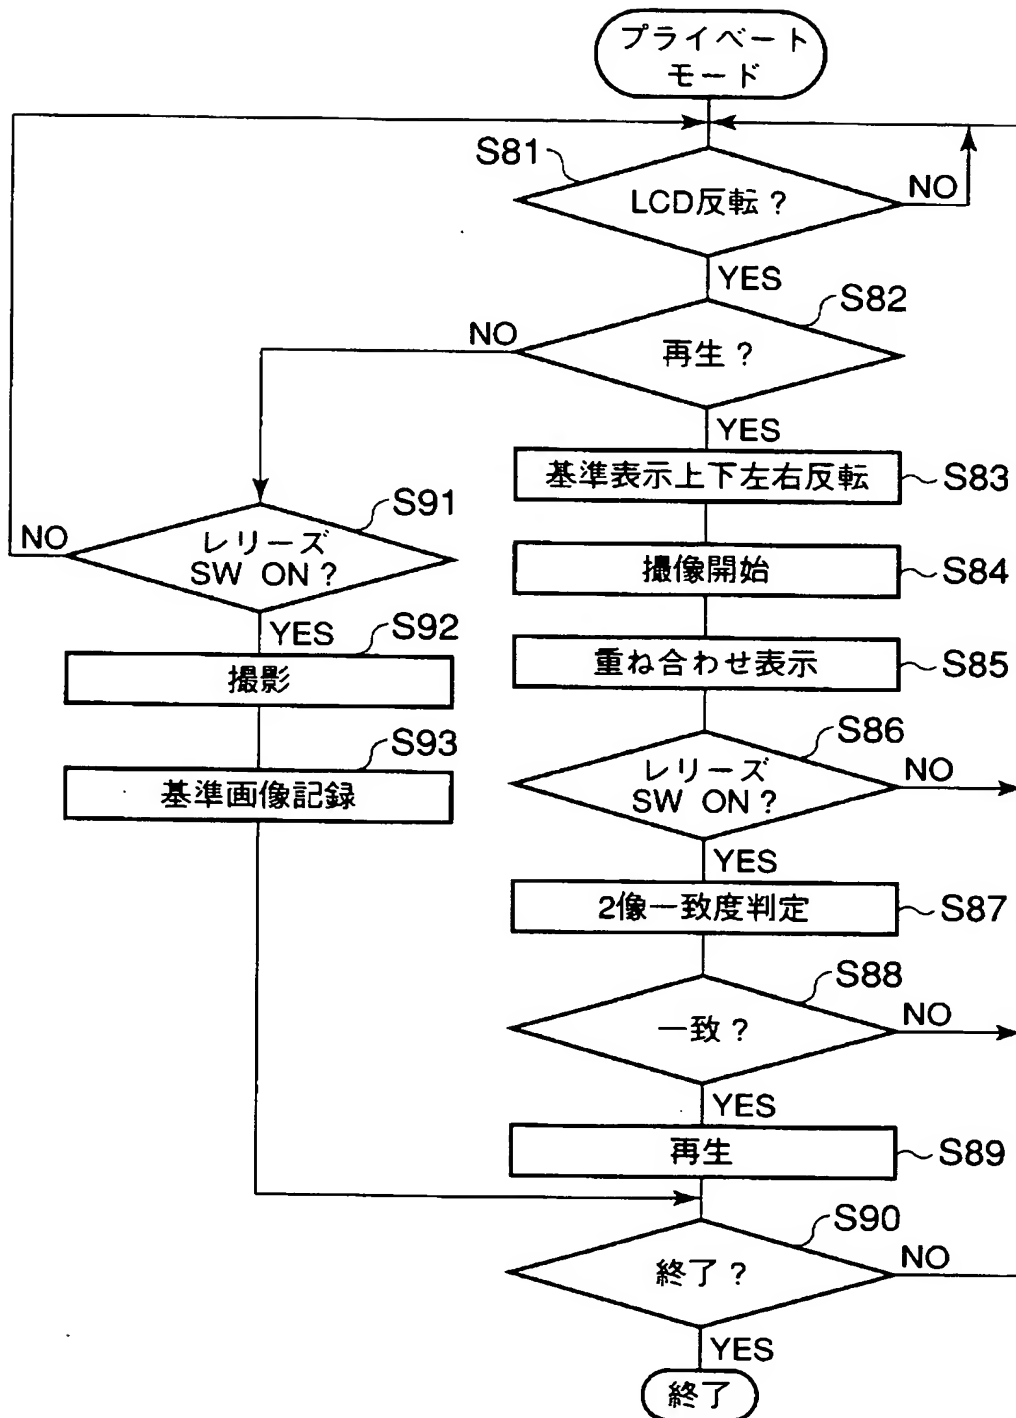 プライベート
モード
S81
LCD反転？
NO
YES
S82
NO
再生？
YES
基準表示上下左右反転
S83
S91
NO
レリーズ
SW ON？
撮像開始
S84
YES
S92
撮影
重ね合わせ表示
S85
S93
基準画像記録
S86
レリーズ
SW ON？
NO
YES
2像一致度判定
S87
S88
一致？
NO
YES
再生
S89
S90
終了？
NO
YES
終了